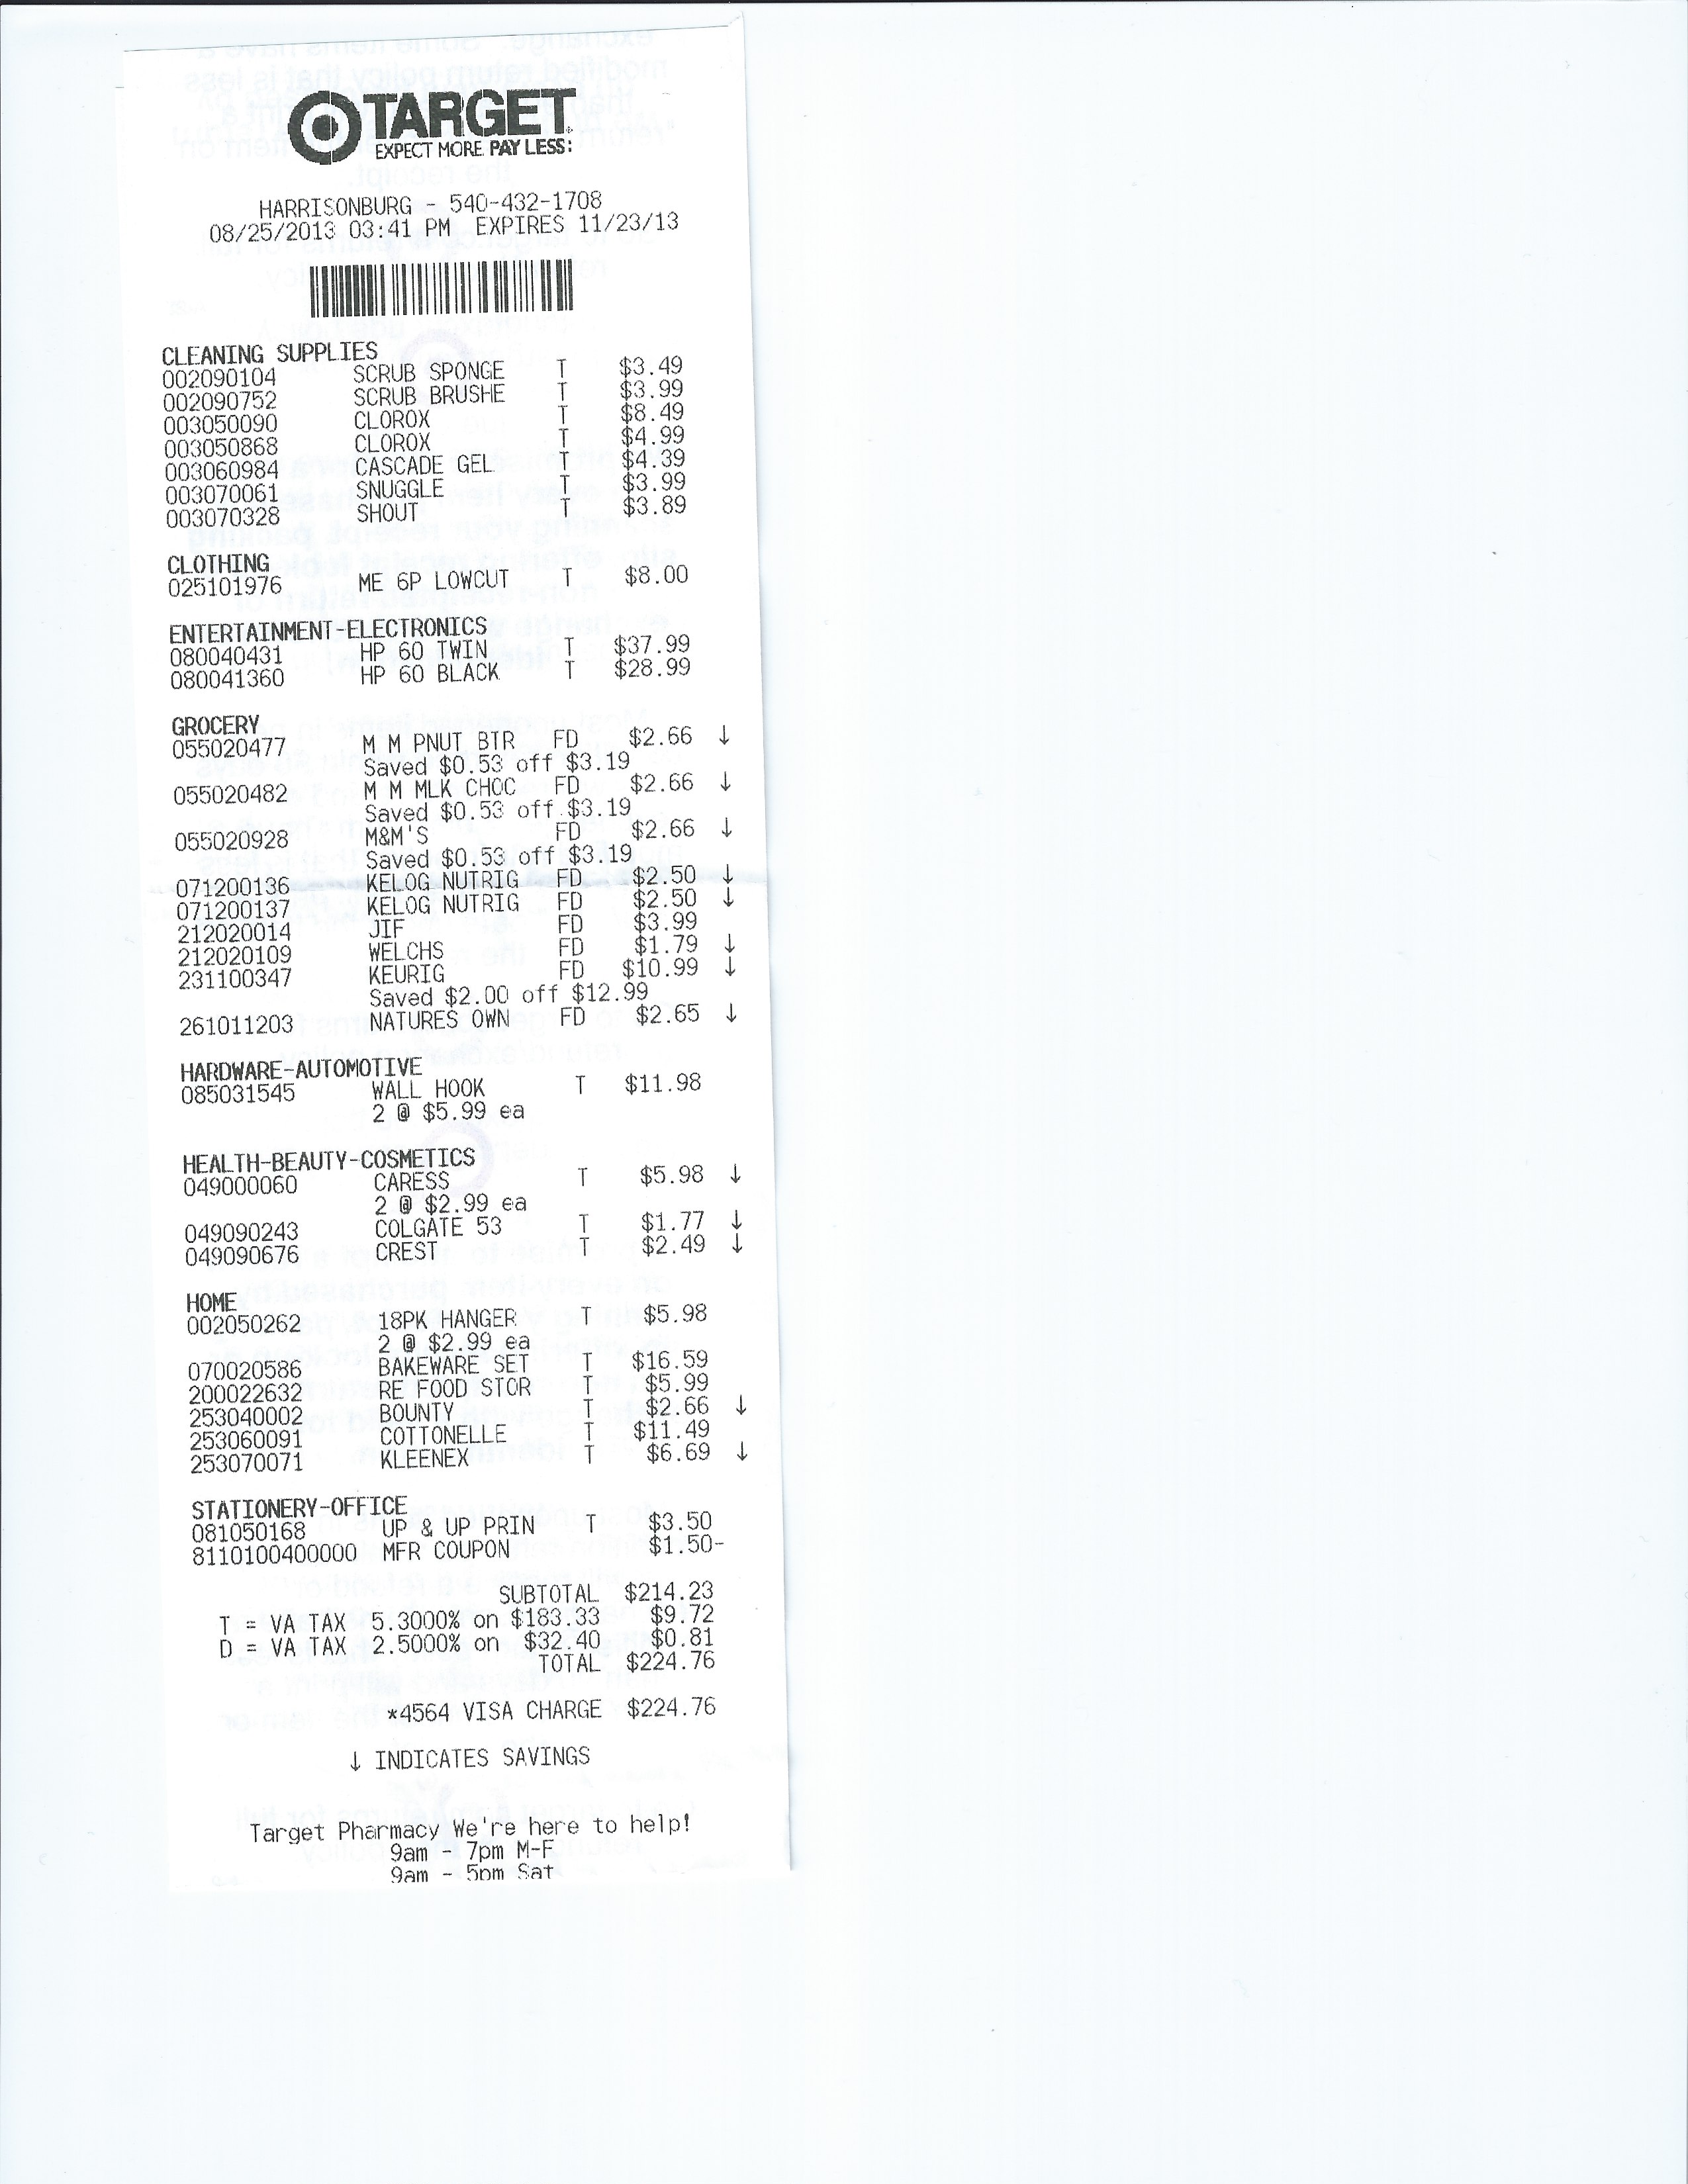 TARGET
EXPECT MORE. PAY LESS.
HARRISONBURG - 540-432-1708
08/25/2013 03:41 PM EXPIRES 11/23/13
CLEANING SUPPLIES
002090104 SCRUB SPONGE T $3.49
002090752 SCRUB BRUSHE T $3.99
003050090 CLOROX T $8.49
003050868 CLOROX T $4.99
003060984 CASCADE GEL T $4.39
003070061 SNUGGLE T $3.99
003070328 SHOUT T $3.89
CLOTHING
025101976 ME 6P LOWCUT T $8.00
ENTERTAINMENT-ELECTRONICS
080040431 HP 60 TWIN T $37.99
080041360 HP 60 BLACK T $28.99
GROCERY
055020477 M M PNUT BTR FD $2.66 ↓
Saved $0.53 off $3.19
055020482 M M MLK CHOC FD $2.66 ↓
Saved $0.53 off $3.19
055020928 M&M'S FD $2.66 ↓
Saved $0.53 off $3.19
071200136 KELOG NUTRIG FD $2.50 ↓
071200137 KELOG NUTRIG FD $2.50 ↓
212020014 JIF FD $3.99
212020109 WELCHS FD $1.79 ↓
231100347 KEURIG FD $10.99 ↓
Saved $2.00 off $12.99
261011203 NATURES OWN FD $2.65 ↓
HARDWARE-AUTOMOTIVE
085031545 WALL HOOK T $11.98
2 @ $5.99 ea
HEALTH-BEAUTY-COSMETICS
049000060 CARESS T $5.98 ↓
2 @ $2.99 ea
049090243 COLGATE 53 T $1.77 ↓
049090676 CREST T $2.49 ↓
HOME
002050262 18PK HANGER T $5.98
2 @ $2.99 ea
070020586 BAKEWARE SET T $16.59
200022632 RE FOOD STOR T $5.99
253040002 BOUNTY T $2.66 ↓
253060091 COTTONELLE T $11.49
253070071 KLEENEX T $6.69 ↓
STATIONERY-OFFICE
081050168 UP & UP PRIN T $3.50
8110100400000 MFR COUPON $1.50-
SUBTOTAL $214.23
T = VA TAX 5.3000% on $183.33 $9.72
D = VA TAX 2.5000% on $32.40 $0.81
TOTAL $224.76
*4564 VISA CHARGE $224.76
↓ INDICATES SAVINGS
Target Pharmacy We're here to help!
9am - 7pm M-F
9am - 5pm Sat